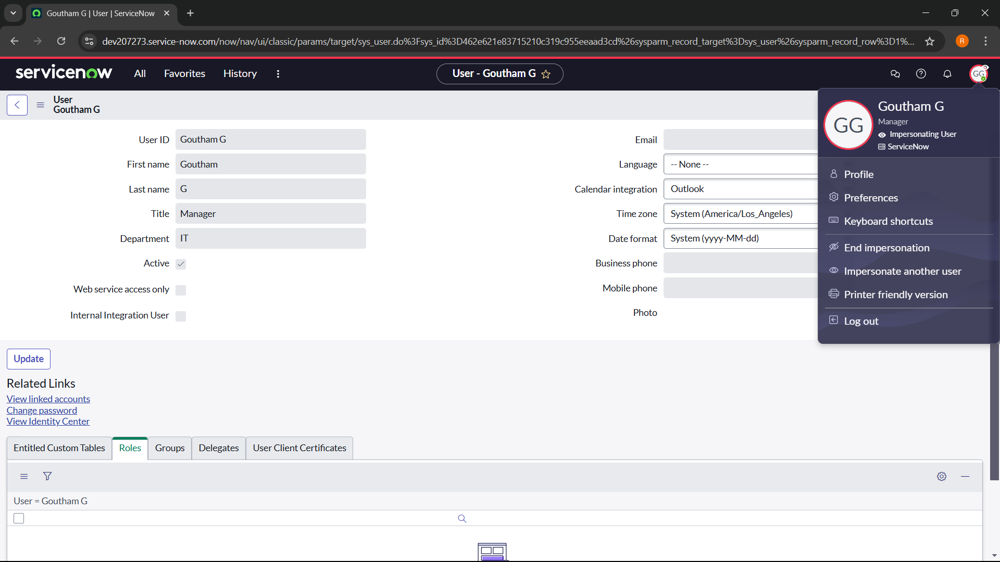 Goutham G | User | ServiceNow
dev207273.service-now.com/now/nav/ui/classic/params/target/sys_user.do%3Fsys_id%3D462e621e83715210c319c955eeaad3cd%26sysparm_record_target%3Dsys_user%26sysparm_record_row%3D1%...
R
servicenow
All
Favorites
History
User - Goutham G
GG
User
Goutham G
GG
Goutham G
Manager
Impersonating User
ServiceNow
Profile
Preferences
Keyboard shortcuts
End impersonation
Impersonate another user
Printer friendly version
Log out
User ID
Goutham G
First name
Goutham
Last name
G
Title
Manager
Department
IT
Active
Web service access only
Internal Integration User
Email
Language
-- None --
Calendar integration
Outlook
Time zone
System (America/Los_Angeles)
Date format
System (yyyy-MM-dd)
Business phone
Mobile phone
Photo
Update
Related Links
View linked accounts
Change password
View Identity Center
Entitled Custom Tables
Roles
Groups
Delegates
User Client Certificates
User = Goutham G